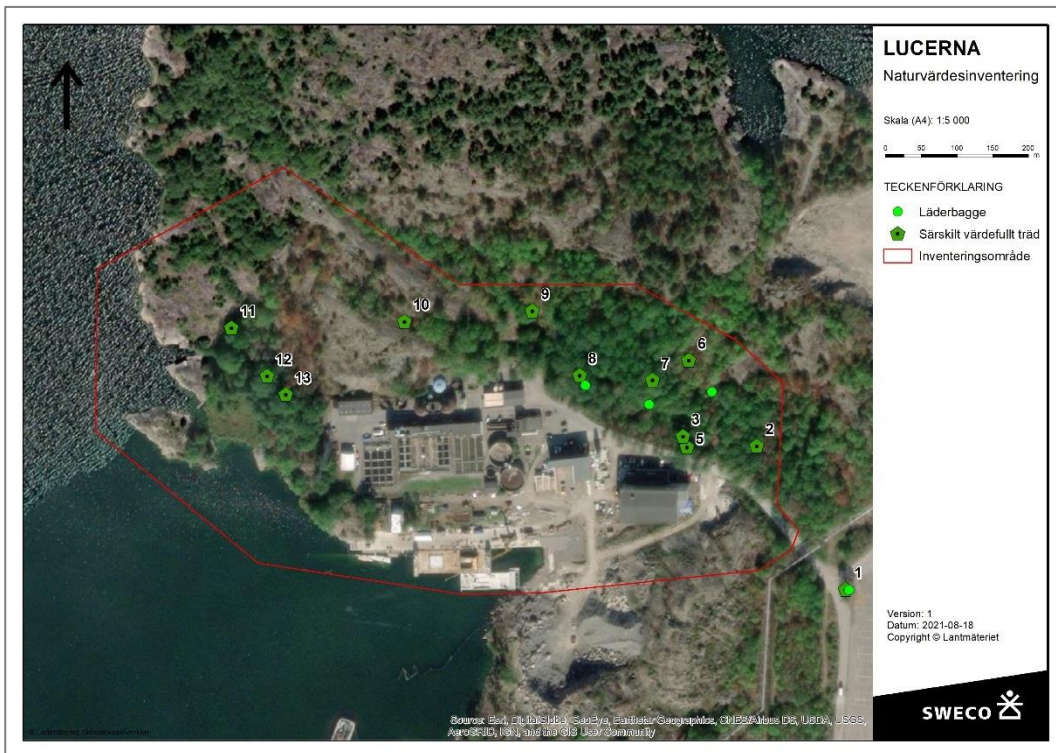 LUCERNA
Naturvärdesinventering
Skala (A4): 1:5 000
0 50 100 150 200
m
TECKENFÖRKLARING
Läderbagge
Särskilt värdefullt träd
Inventeringsområde
9
10
11
6
12
8
7
13
3
2
5
1
Version: 1
Datum: 2021-08-18
Copyright © Lantmäteriet
SWECO
Source: Esri, DigitalGlobe, GeoEye, Earthstar Geographics, CNES/Airbus DS, USDA, USGS,
AeroGRID, IGN, and the GIS User Community
© Lantmäteriet, Geodatasamverkan